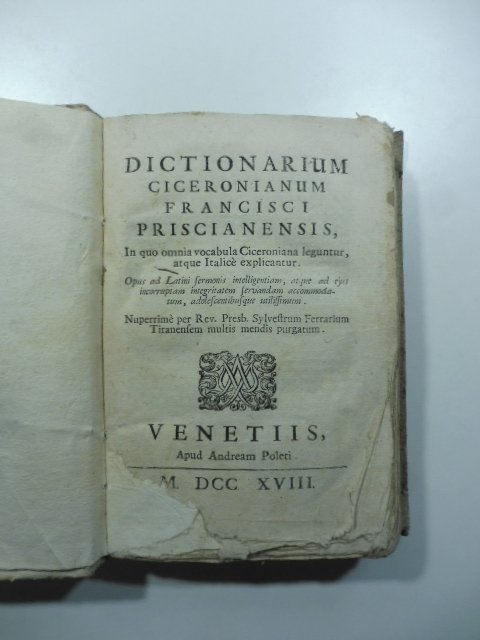 DICTIONARIUM
CICERONIANUM
FRANCISCI
PRISCIANENSIS,
In quo omnia vocabula Ciceroniana leguntur,
atque Italicè explicantur.
Opus ad Latini sermonis intelligentiam, atque ad ejus
incorruptam integritatem servandam accommoda-
tum, adolescentibusque utilissimum.
Nuperrimè per Rev. Presb. Sylvestrum Ferrarium
Titanensem multis mendis purgatum.
VENETIIS,
Apud Andream Poleti.
M. DCC XVIII.